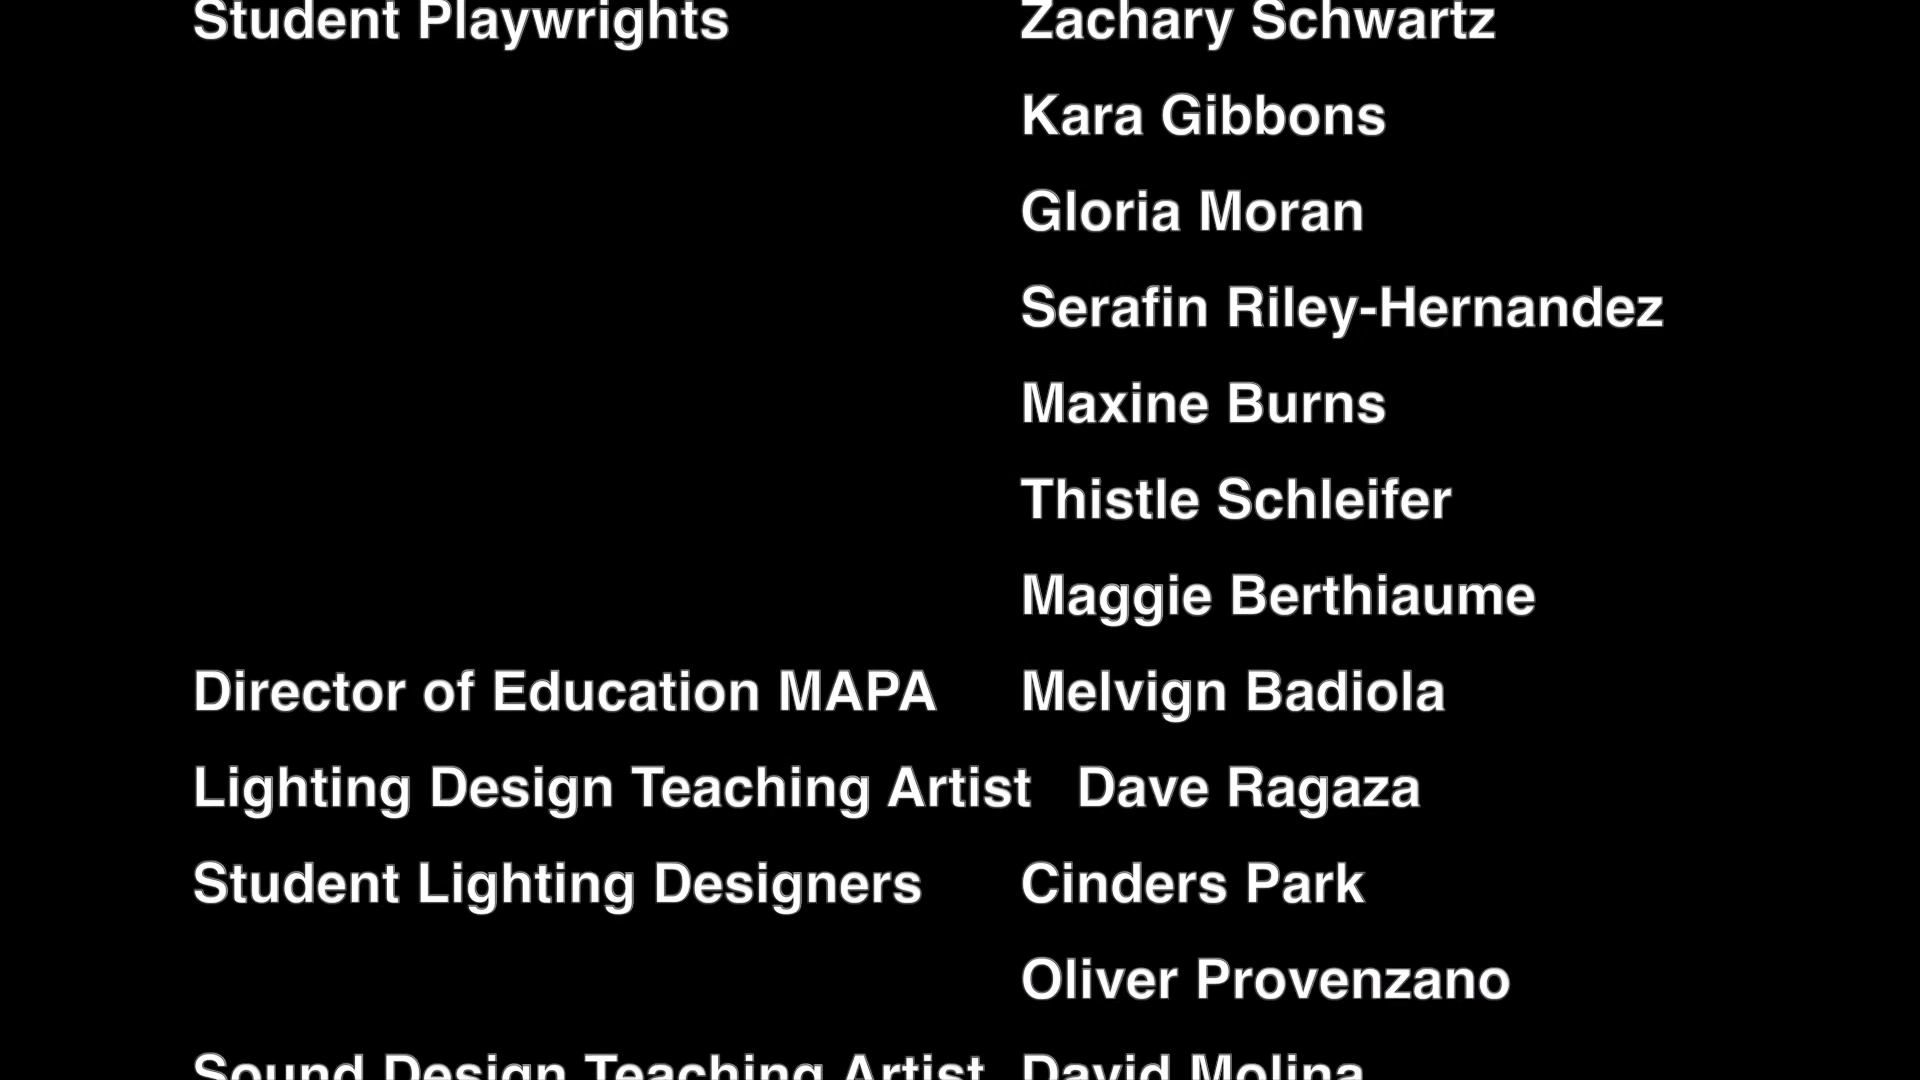 Student Playwrights Zachary Schwartz
Kara Gibbons
Gloria Moran
Serafin Riley-Hernandez
Maxine Burns
Thistle Schleifer
Maggie Berthiaume
Director of Education MAPA Melvign Badiola
Lighting Design Teaching Artist Dave Ragaza
Student Lighting Designers Cinders Park
Oliver Provenzano
Sound Design Teaching Artist David Molina